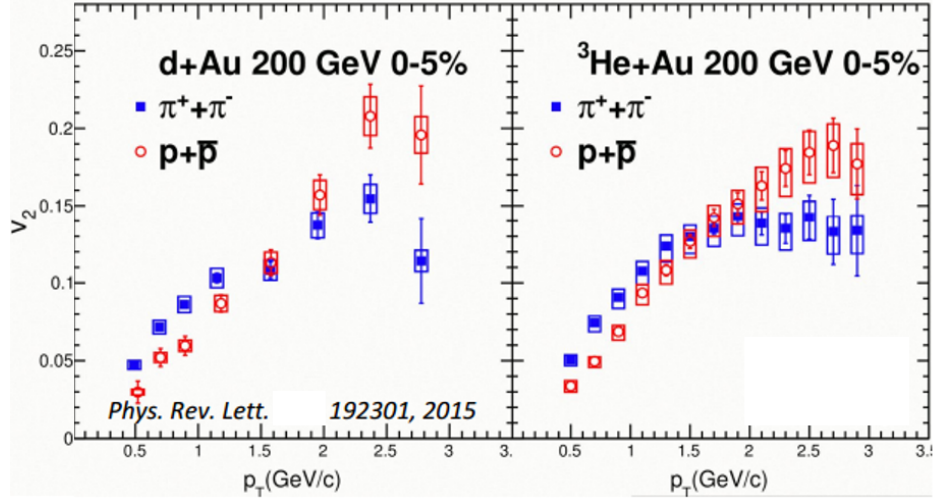 d+Au 200 GeV 0-5%
π⁺+π⁻
p+p̅
Phys. Rev. Lett. 192301, 2015
³He+Au 200 GeV 0-5%
π⁺+π⁻
p+p̅
v₂
0.25
0.2
0.15
0.1
0.05
0
0.5 1 1.5 2 2.5 3.
0.5 1 1.5 2 2.5 3 3.5
p_T(GeV/c)
p_T(GeV/c)